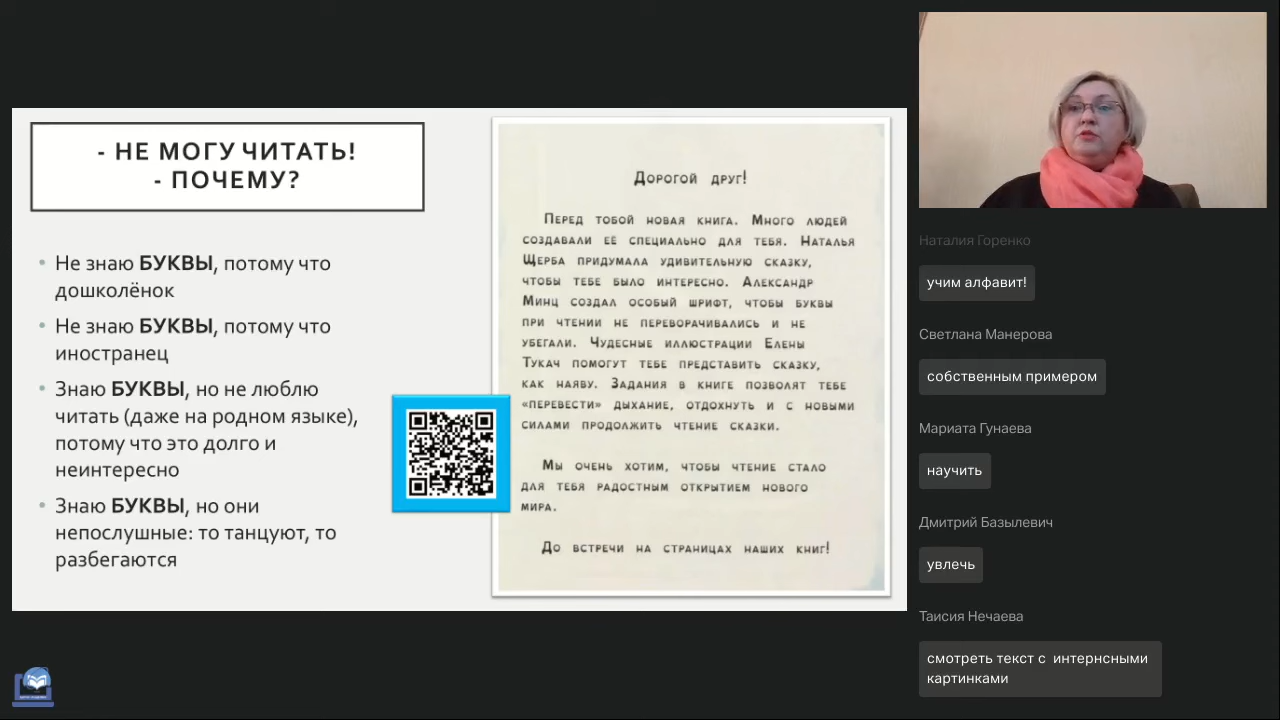 - НЕ МОГУ ЧИТАТЬ!
- ПОЧЕМУ?
• Не знаю БУКВЫ, потому что
дошколёнок
• Не знаю БУКВЫ, потому что
иностранец
• Знаю БУКВЫ, но не люблю
читать (даже на родном языке),
потому что это долго и
неинтересно
• Знаю БУКВЫ, но они
непослушные: то танцуют, то
разбегаются
Дорогой друг!
Перед тобой новая книга. Много людей
создавали её специально для тебя. Наталья
Щерба придумала удивительную сказку,
чтобы тебе было интересно. Александр
Минц создал особый шрифт, чтобы буквы
при чтении не переворачивались и не
убегали. Чудесные иллюстрации Елены
Тукач помогут тебе представить сказку,
как наяву. Задания в книге позволят тебе
«перевести» дыхание, отдохнуть и с новыми
силами продолжить чтение сказки.
Мы очень хотим, чтобы чтение стало
для тебя радостным открытием нового
мира.
До встречи на страницах наших книг!
Наталия Горенко
учим алфавит!
Светлана Манерова
собственным примером
Мариата Гунаева
научить
Дмитрий Базылевич
увлечь
Таисия Нечаева
смотреть текст с интернсными
картинками